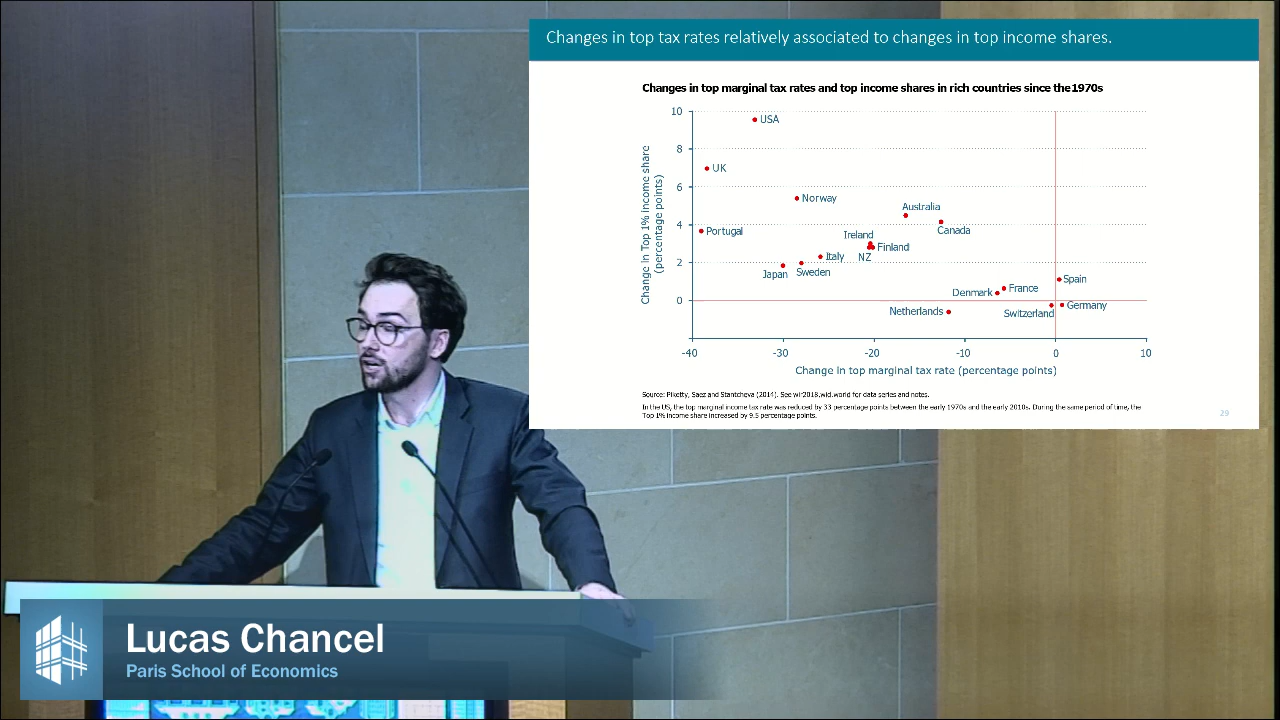 Changes in top tax rates relatively associated to changes in top income shares.
Changes in top marginal tax rates and top income shares in rich countries since the1970s
Change in Top 1% income share
(percentage points)
10
8
6
4
2
0
USA
UK
Norway
Australia
Portugal
Canada
Ireland
Finland
Italy
NZ
Japan
Sweden
Spain
France
Denmark
Germany
Netherlands
Switzerland
-40
-30
-20
-10
0
10
Change in top marginal tax rate (percentage points)
Source: Piketty, Saez and Stantcheva (2014). See wir2018.wid.world for data series and notes.
In the US, the top marginal income tax rate was reduced by 33 percentage points between the early 1970s and the early 2010s. During the same period of time, the
Top 1% income share increased by 9.5 percentage points.
29
Lucas Chancel
Paris School of Economics